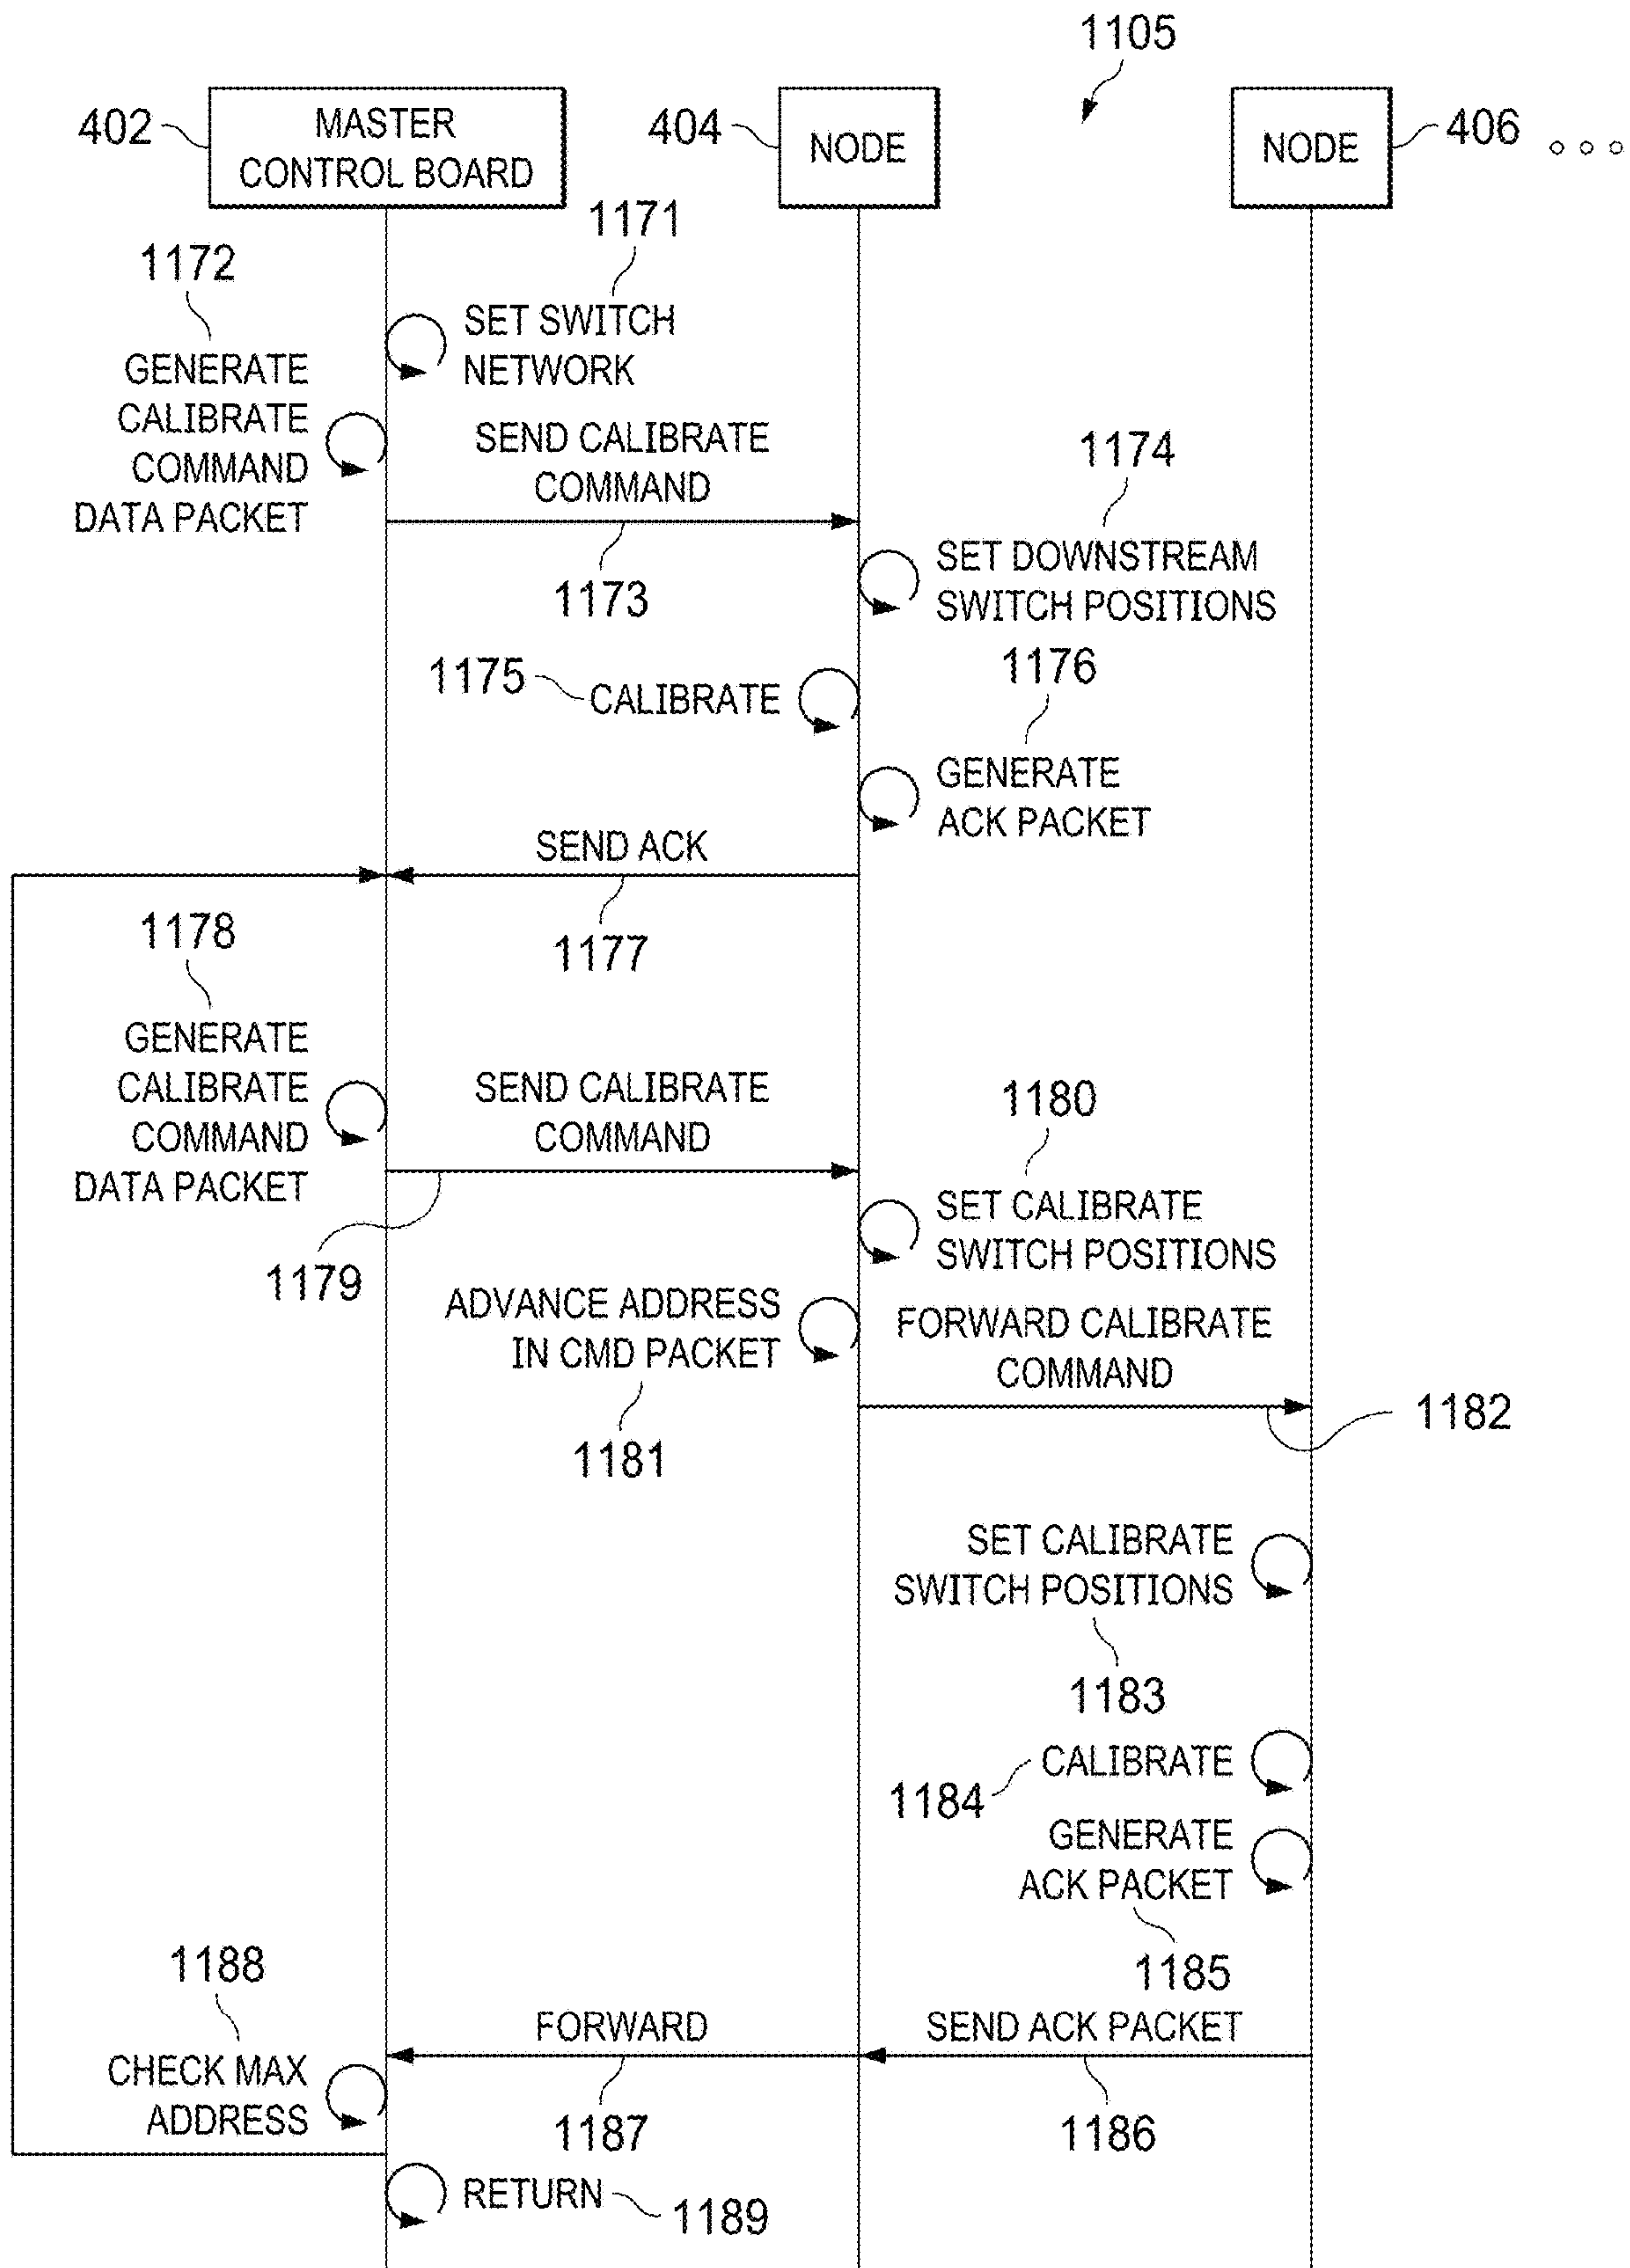 1105
402
MASTER
CONTROL BOARD
404
NODE
NODE
406
1171
1172
SET SWITCH
NETWORK
GENERATE
CALIBRATE
COMMAND
DATA PACKET
SEND CALIBRATE
COMMAND
1173
1174
SET DOWNSTREAM
SWITCH POSITIONS
1175
CALIBRATE
1176
GENERATE
ACK PACKET
SEND ACK
1177
1178
GENERATE
CALIBRATE
COMMAND
DATA PACKET
SEND CALIBRATE
COMMAND
1179
1180
SET CALIBRATE
SWITCH POSITIONS
ADVANCE ADDRESS
IN CMD PACKET
1181
FORWARD CALIBRATE
COMMAND
1182
SET CALIBRATE
SWITCH POSITIONS
1183
CALIBRATE
1184
GENERATE
ACK PACKET
1185
SEND ACK PACKET
1186
FORWARD
1187
1188
CHECK MAX
ADDRESS
RETURN
1189